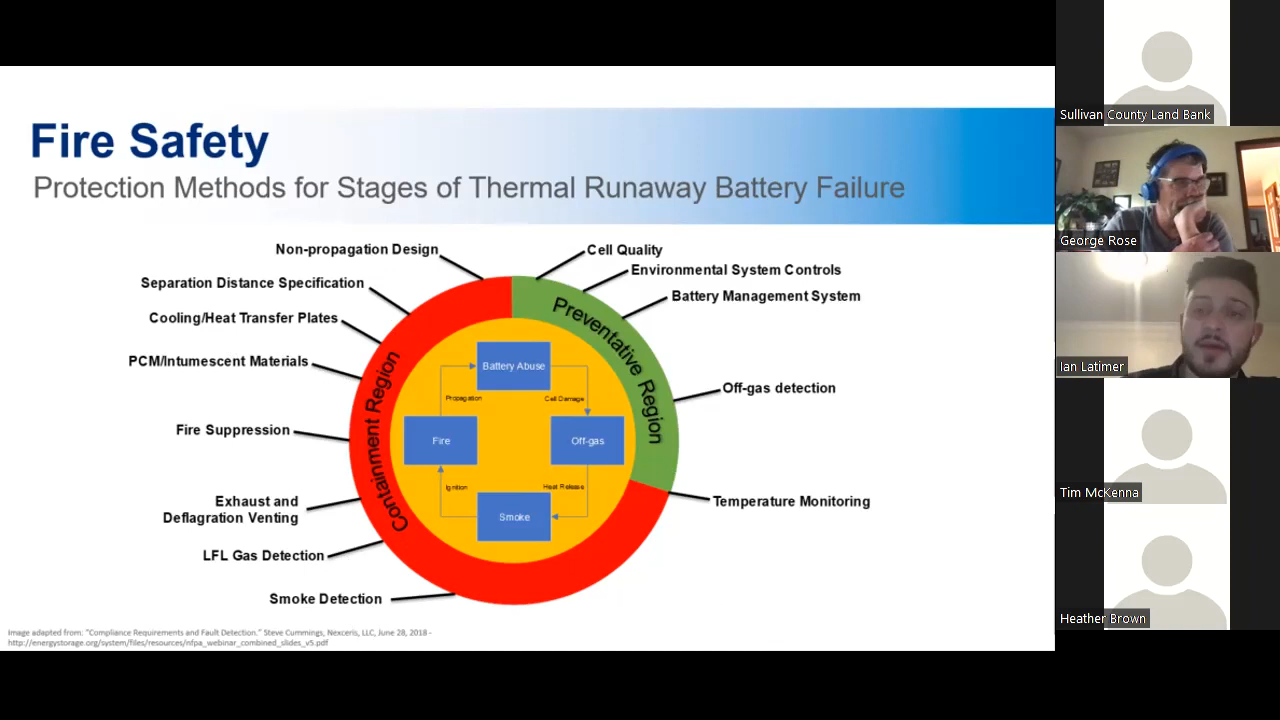 Fire Safety
Protection Methods for Stages of Thermal Runaway Battery Failure
Non-propagation Design
Separation Distance Specification
Cooling/Heat Transfer Plates
PCM/Intumescent Materials
Fire Suppression
Exhaust and
Deflagration Venting
LFL Gas Detection
Smoke Detection
Cell Quality
Environmental System Controls
Battery Management System
Off-gas detection
Temperature Monitoring
Containment Region
Preventative Region
Battery Abuse
Propagation
Cell Damage
Fire
Off-gas
Ignition
Heat Release
Smoke
Image adapted from: "Compliance Requirements and Fault Detection." Steve Cummings, Nexceris, LLC, June 28, 2018 -
http://energystorage.org/system/files/resources/nfpa_webinar_combined_slides_v5.pdf
Sullivan County Land Bank
George Rose
Ian Latimer
Tim McKenna
Heather Brown